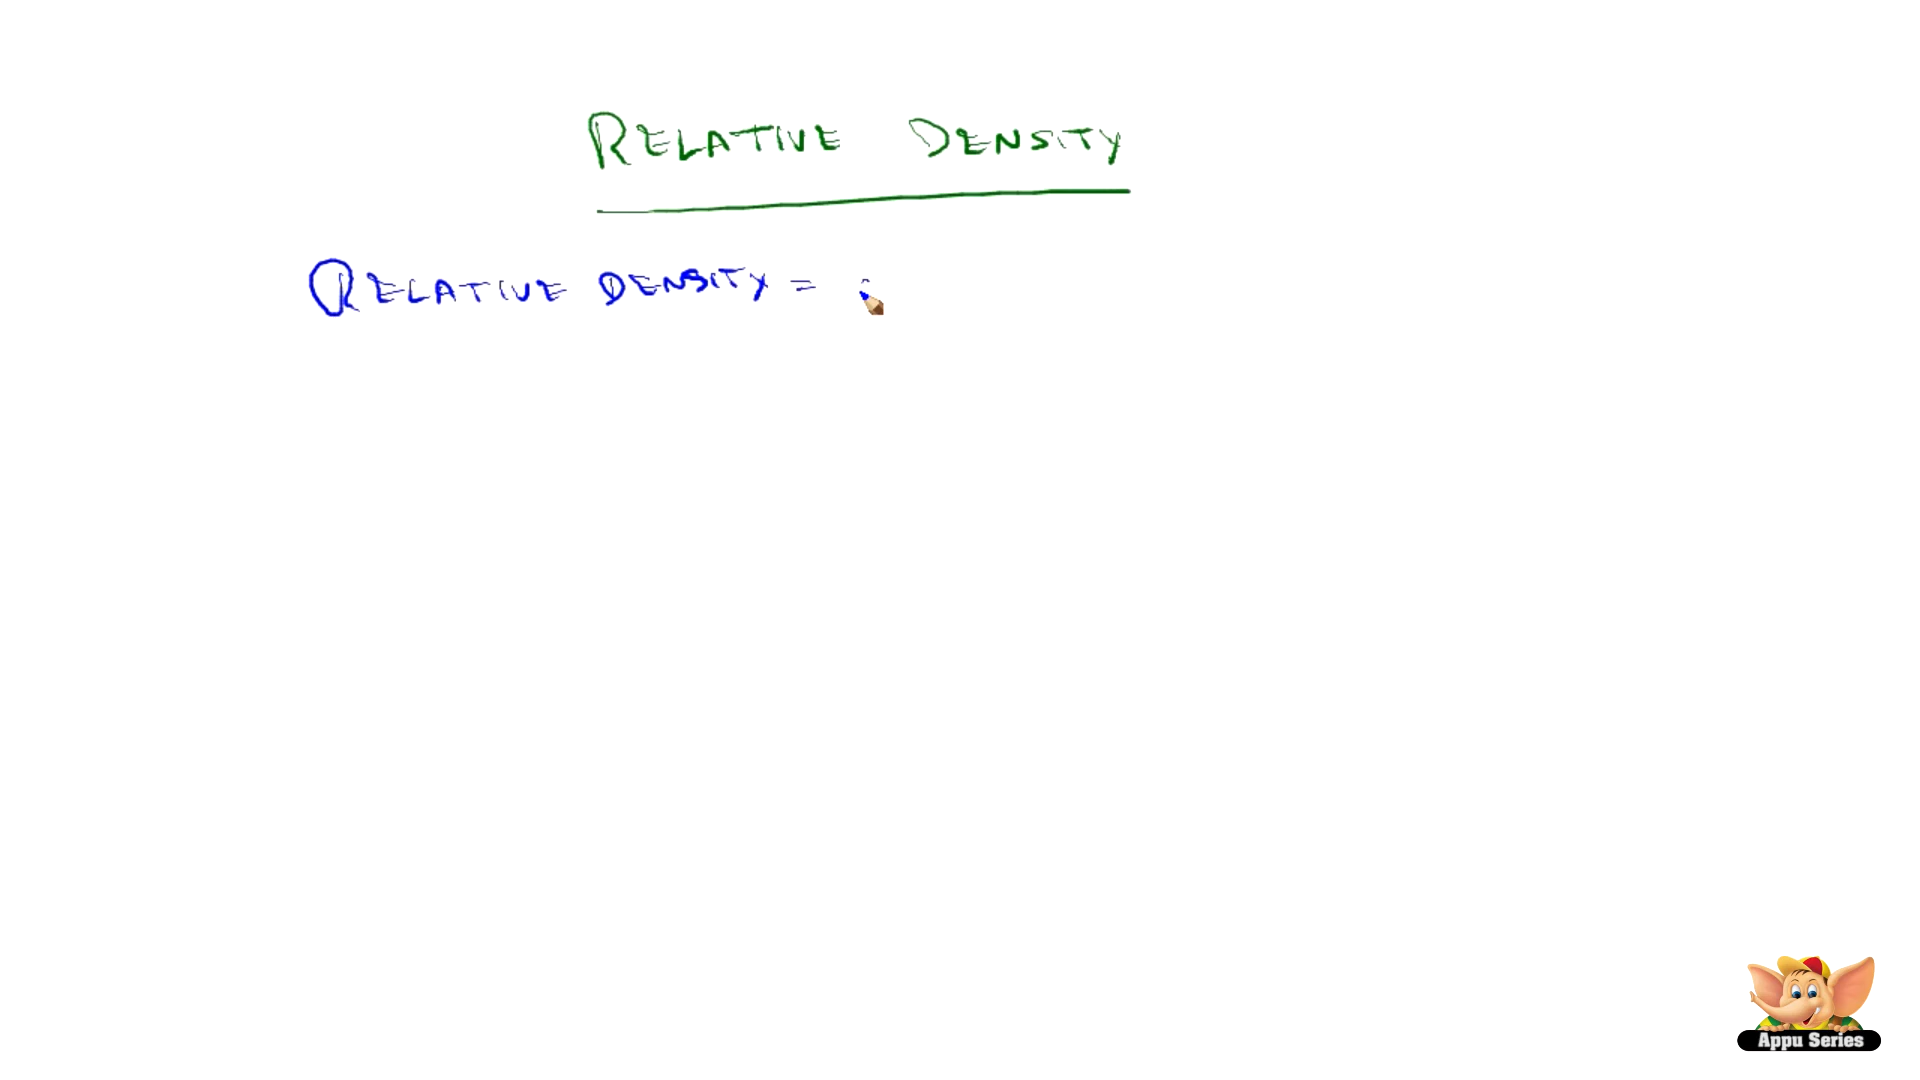 RELATIVE DENSITY
RELATIVE DENSITY =
Appu Series